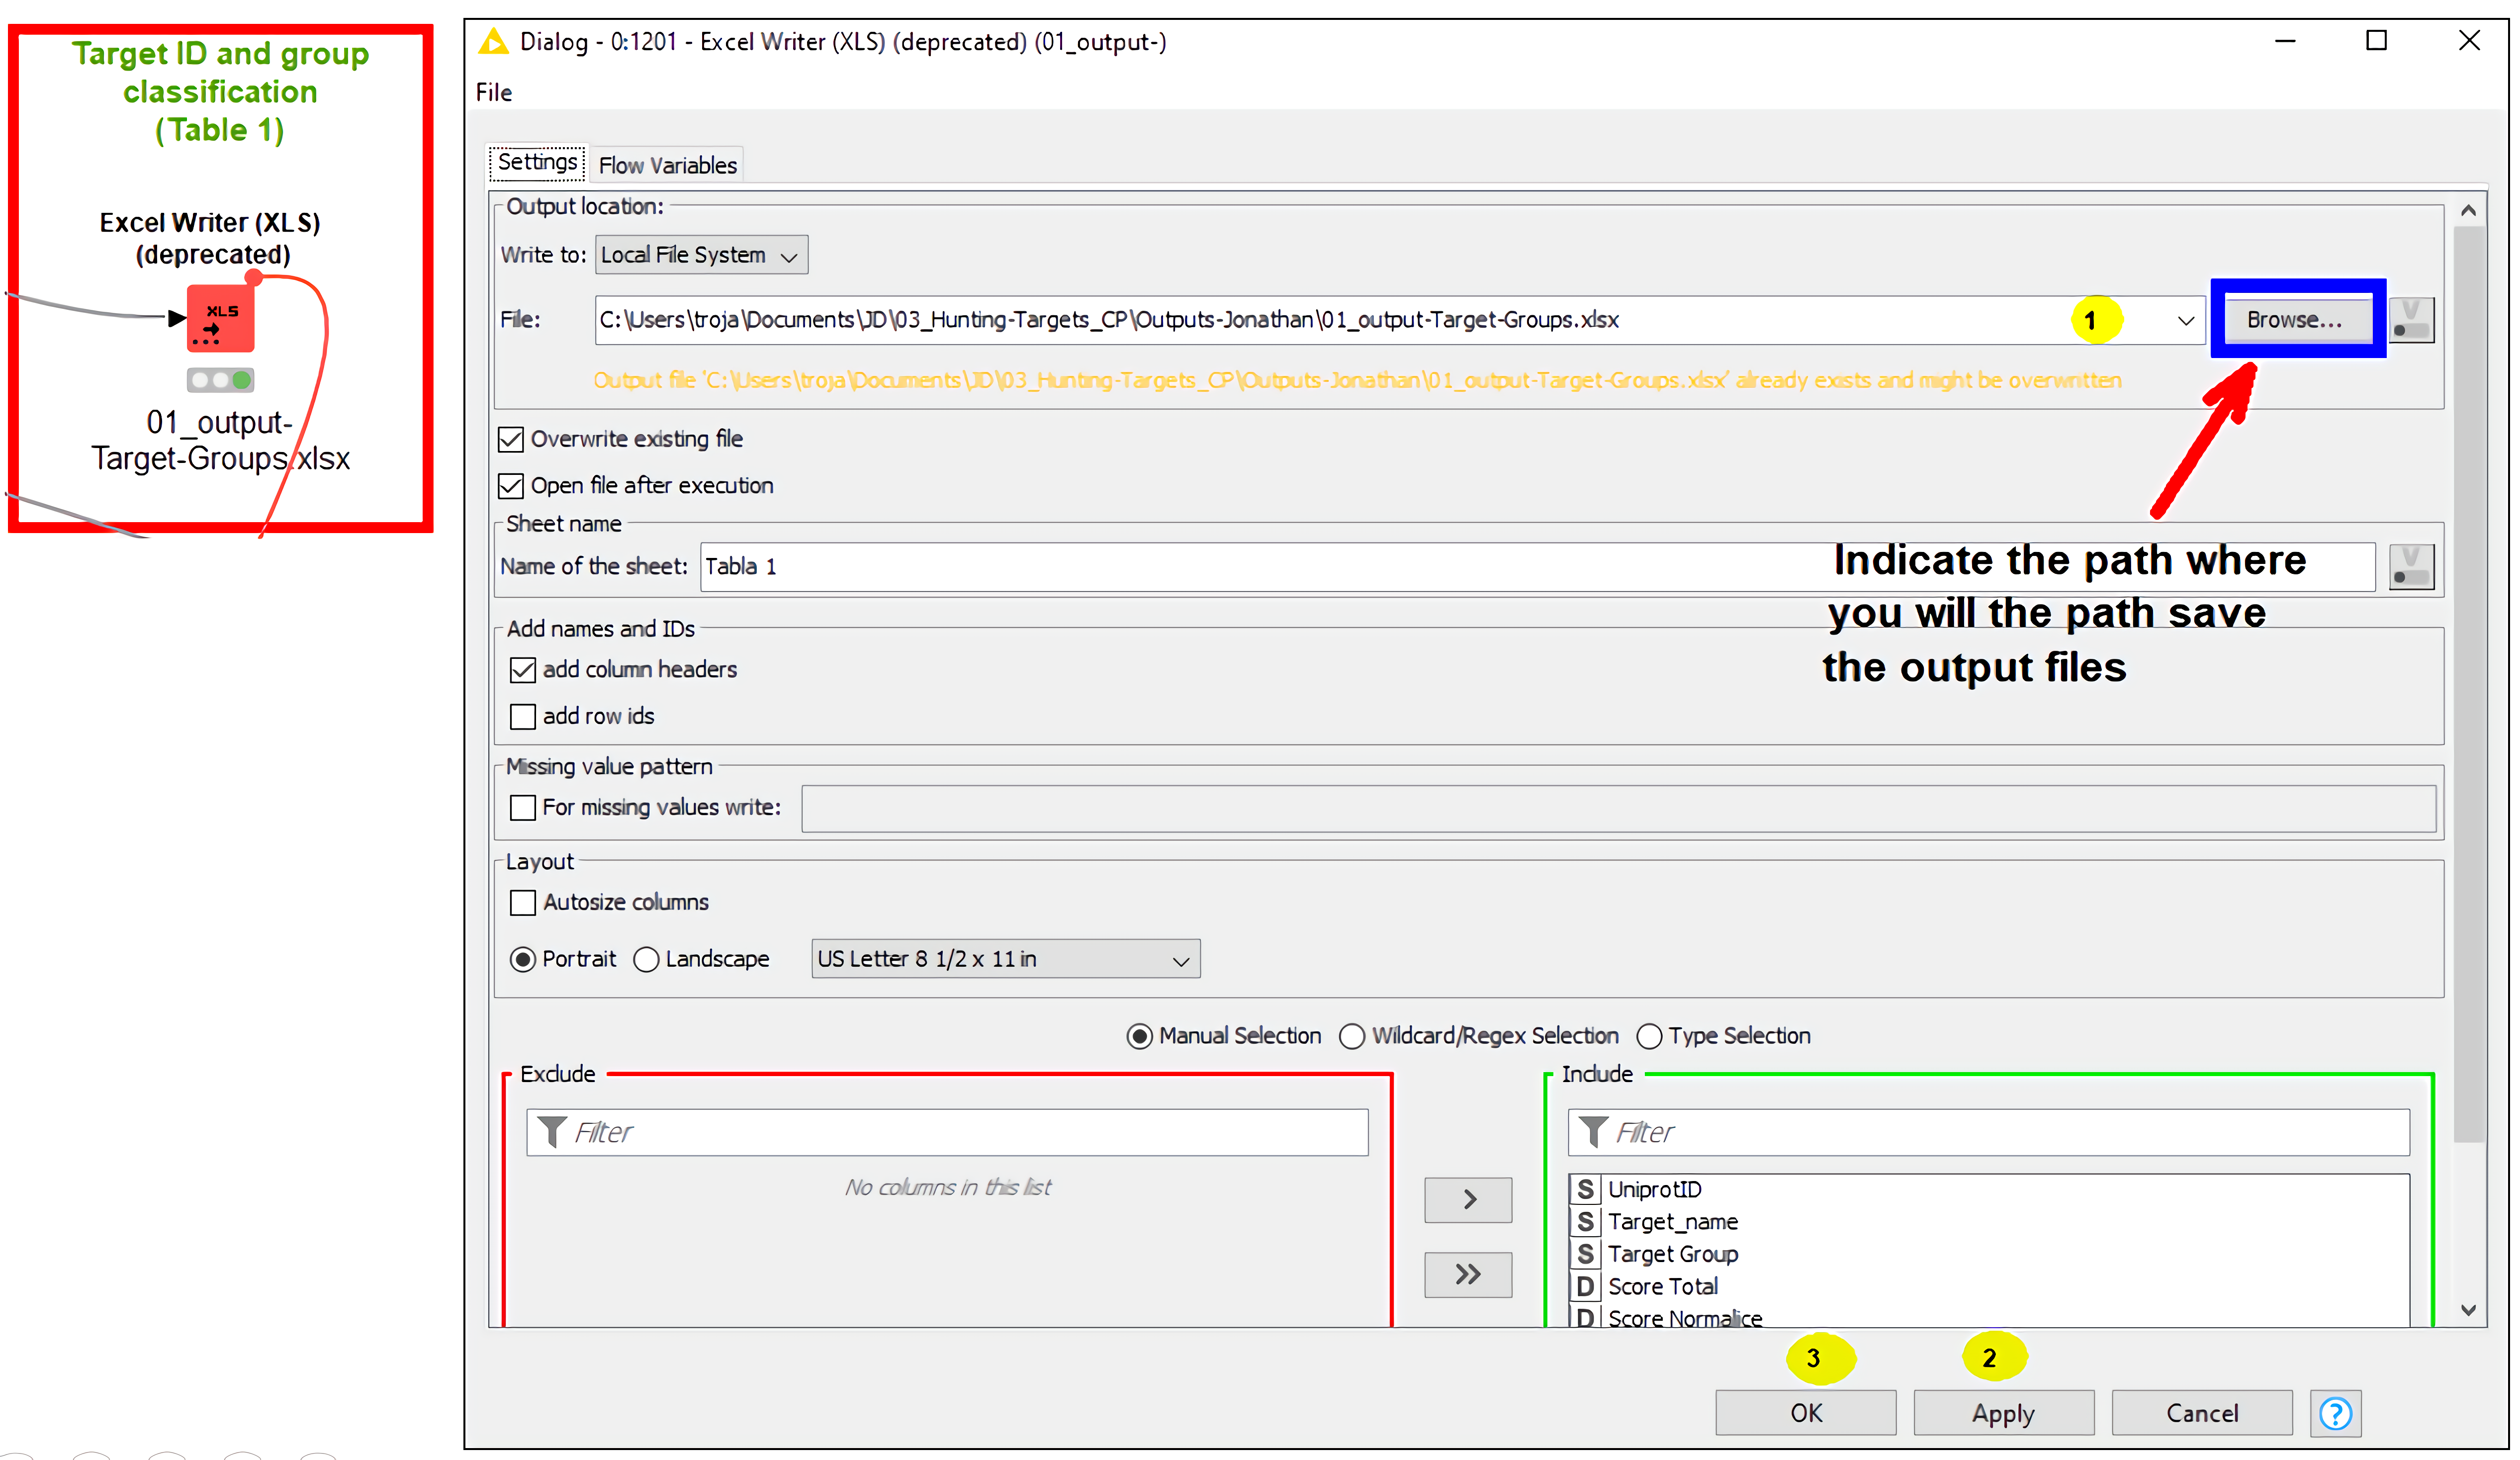 Target ID and group
classification
(Table 1)
Excel Writer (XLS)
(deprecated)
XLS
01_output-
Target-Groups.xlsx
Dialog - 0:1201 - Excel Writer (XLS) (deprecated) (01_output-)
File
Settings
Flow Variables
Output location:
Write to: Local File System
File: C:\Users\troja\Documents\JD\03_Hunting-Targets_CP\Outputs-Jonathan\01_output-Target-Groups.xlsx 1 Browse... V
Output file 'C:\Users\troja\Documents\JD\03_Hunting-Targets_CP\Outputs-Jonathan\01_output-Target-Groups.xlsx' already exists and might be overwritten
Overwrite existing file
Open file after execution
Sheet name
Name of the sheet: Tabla 1 V
Indicate the path where
you will the path save
the output files
Add names and IDs
add column headers
add row ids
Missing value pattern
For missing values write:
Layout
Autosize columns
Portrait Landscape US Letter 8 1/2 x 11 in
Manual Selection Wildcard/Regex Selection Type Selection
Exclude
Filter
No columns in this list
>
>>
Include
Filter
S UniprotID
S Target_name
S Target Group
D Score Total
D Score Normalice
3 2
OK Apply Cancel ?